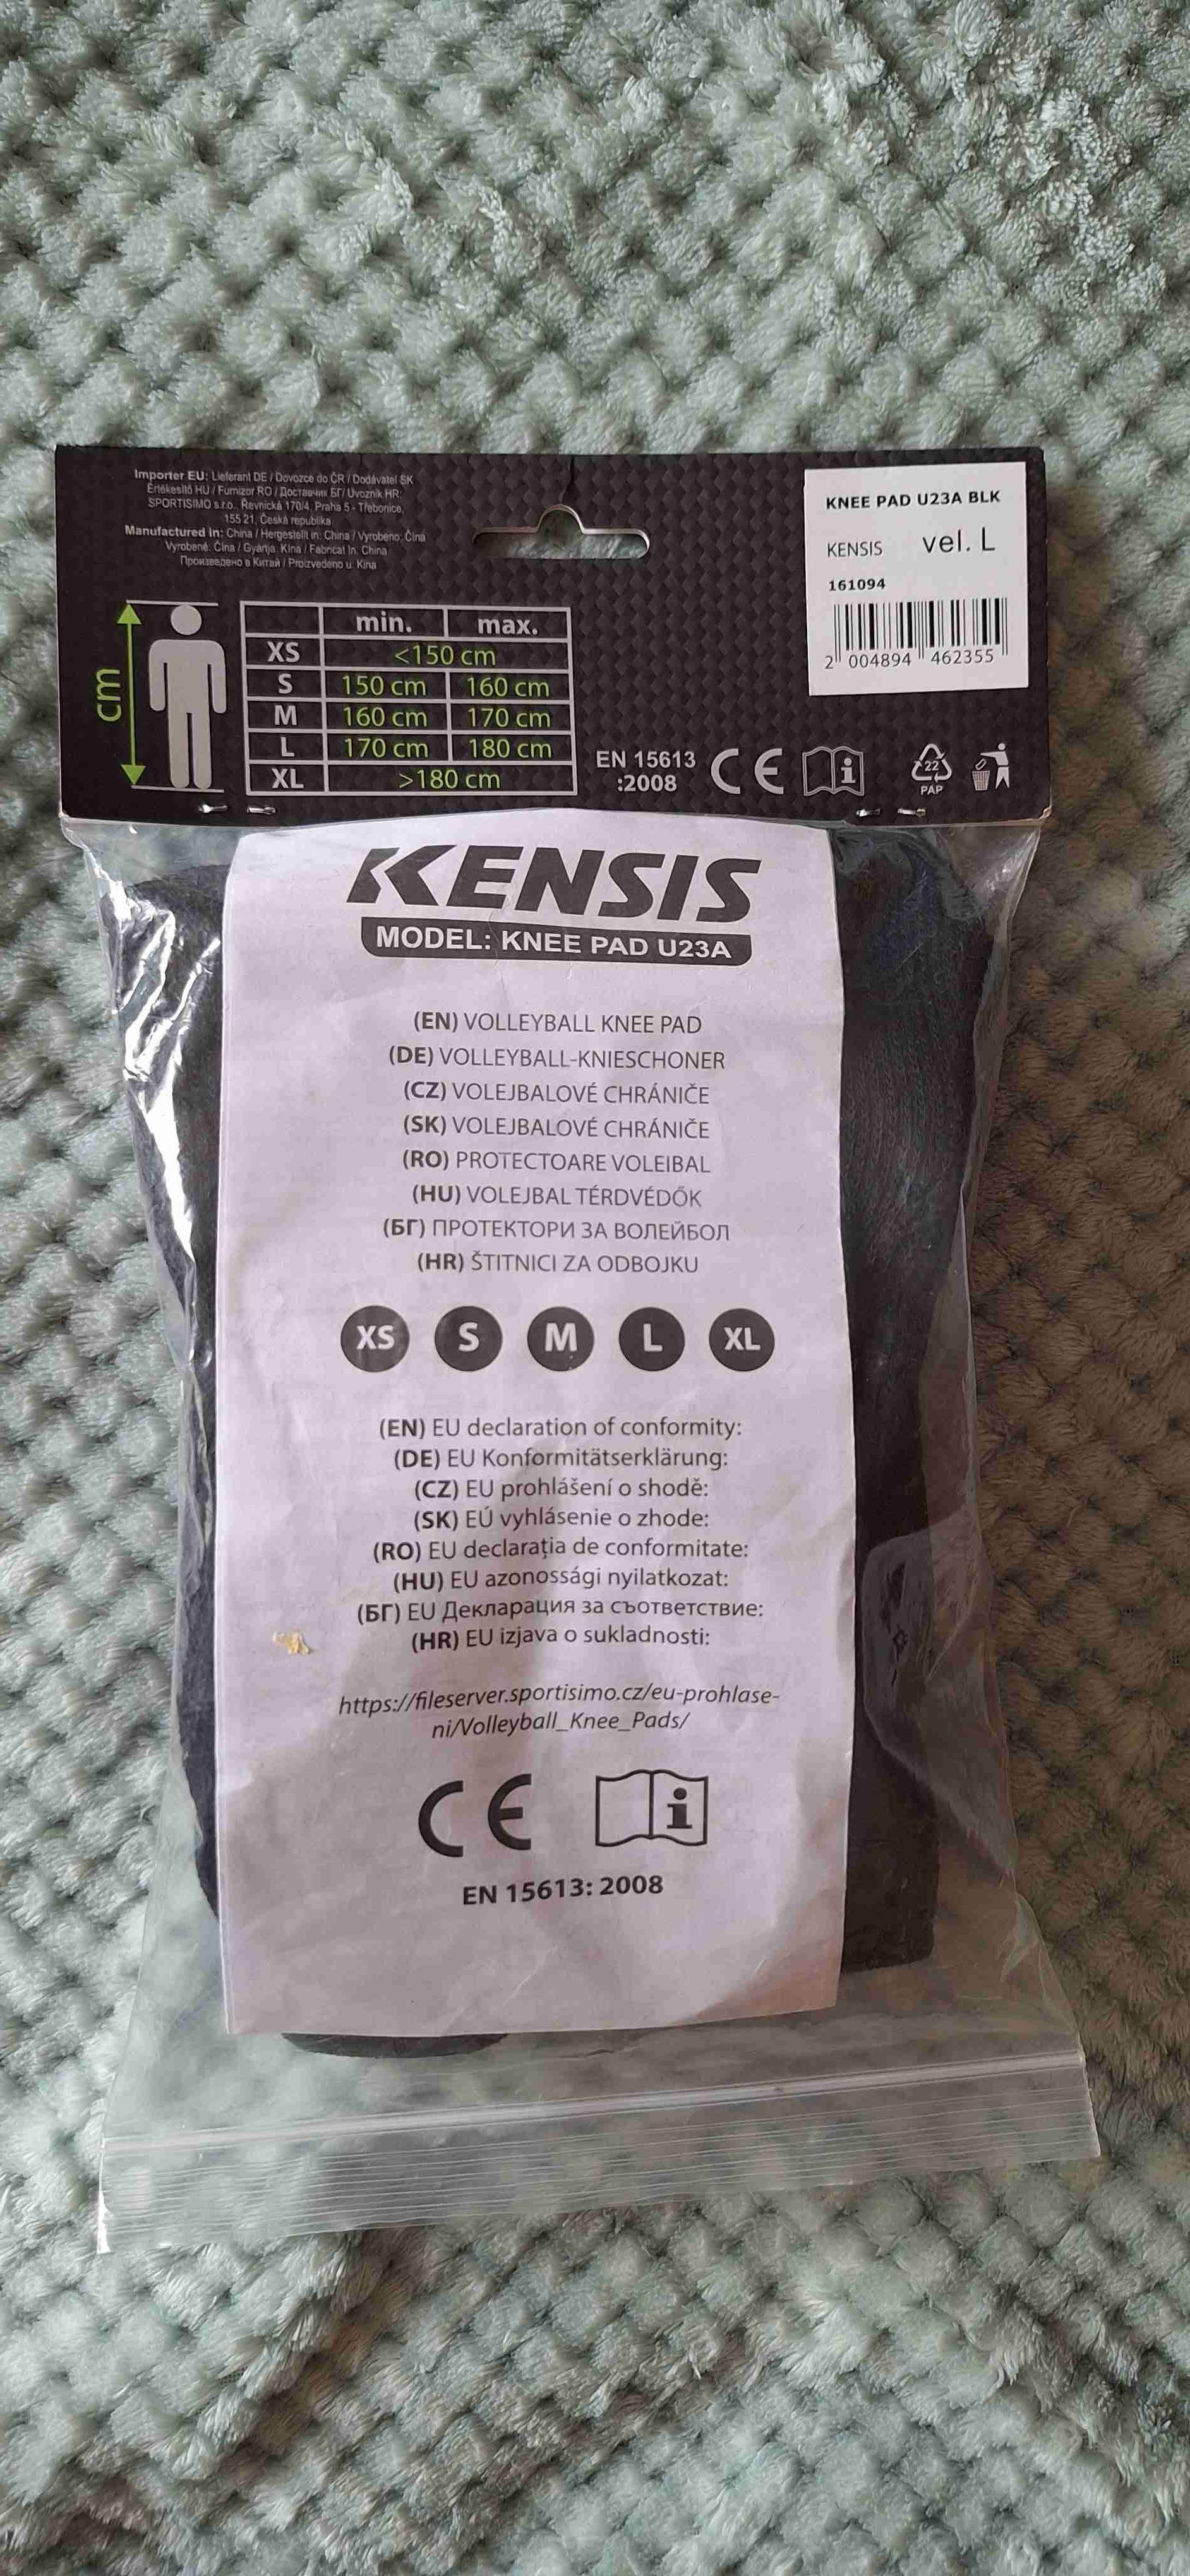 Importer EU: Lieferant DE / Dovozce do ČR / Dodávatel SK
Értékesítő HU / Furnizor RO / Доставчик БГ/ Uvoznik HR:
SPORTISIMO s.r.o., Řevnická 170/4, Praha 5 - Třebonice,
155 21, Česká republika
Manufactured in: China / Hergestellt in: China / Vyrobeno: Čína
Vyrobené: Čína / Gyártja: Kína / Fabricat în: China
Произведено в Китай / Proizvedeno u: Kina
KNEE PAD U23A BLK
KENSIS vel. L
161094
2 004894 462355
cm
min. max.
XS <150 cm
S 150 cm 160 cm
M 160 cm 170 cm
L 170 cm 180 cm
XL >180 cm
EN 15613
:2008
CE
i
22
PAP
KENSIS
MODEL: KNEE PAD U23A
(EN) VOLLEYBALL KNEE PAD
(DE) VOLLEYBALL-KNIESCHONER
(CZ) VOLEJBALOVÉ CHRÁNIČE
(SK) VOLEJBALOVÉ CHRÁNIČE
(RO) PROTECTOARE VOLEIBAL
(HU) VOLEJBAL TÉRDVÉDŐK
(БГ) ПРОТЕКТОРИ ЗА ВОЛЕЙБОЛ
(HR) ŠTITNICI ZA ODBOJKU
XS S M L XL
(EN) EU declaration of conformity:
(DE) EU Konformitätserklärung:
(CZ) EU prohlášení o shodě:
(SK) EÚ vyhlásenie o zhode:
(RO) EU declarația de conformitate:
(HU) EU azonossági nyilatkozat:
(БГ) EU Декларация за съответствие:
(HR) EU izjava o sukladnosti:
https://fileserver.sportisimo.cz/eu-prohlase-
ni/Volleyball_Knee_Pads/
CE i
EN 15613: 2008